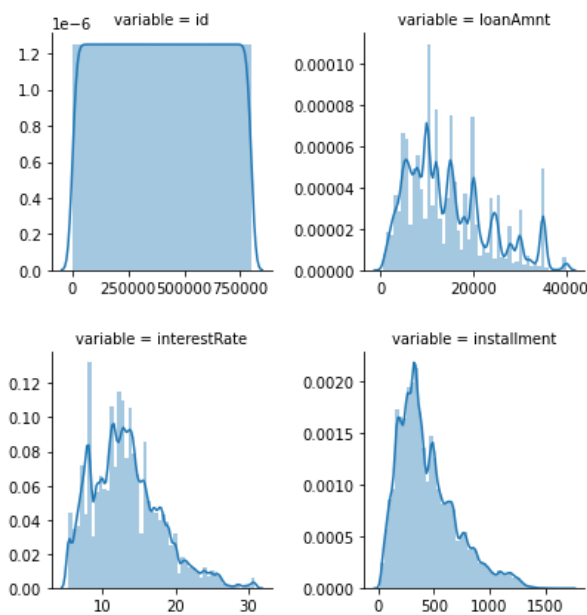 variable = id
variable = loanAmnt
1e-6
1.2
1.0
0.8
0.6
0.4
0.2
0.0
0 250000 500000 750000
0.00010
0.00008
0.00006
0.00004
0.00002
0.00000
0 20000 40000
variable = interestRate
variable = installment
0.12
0.10
0.08
0.06
0.04
0.02
0.00
10 20 30
0.0020
0.0015
0.0010
0.0005
0.0000
0 500 1000 1500